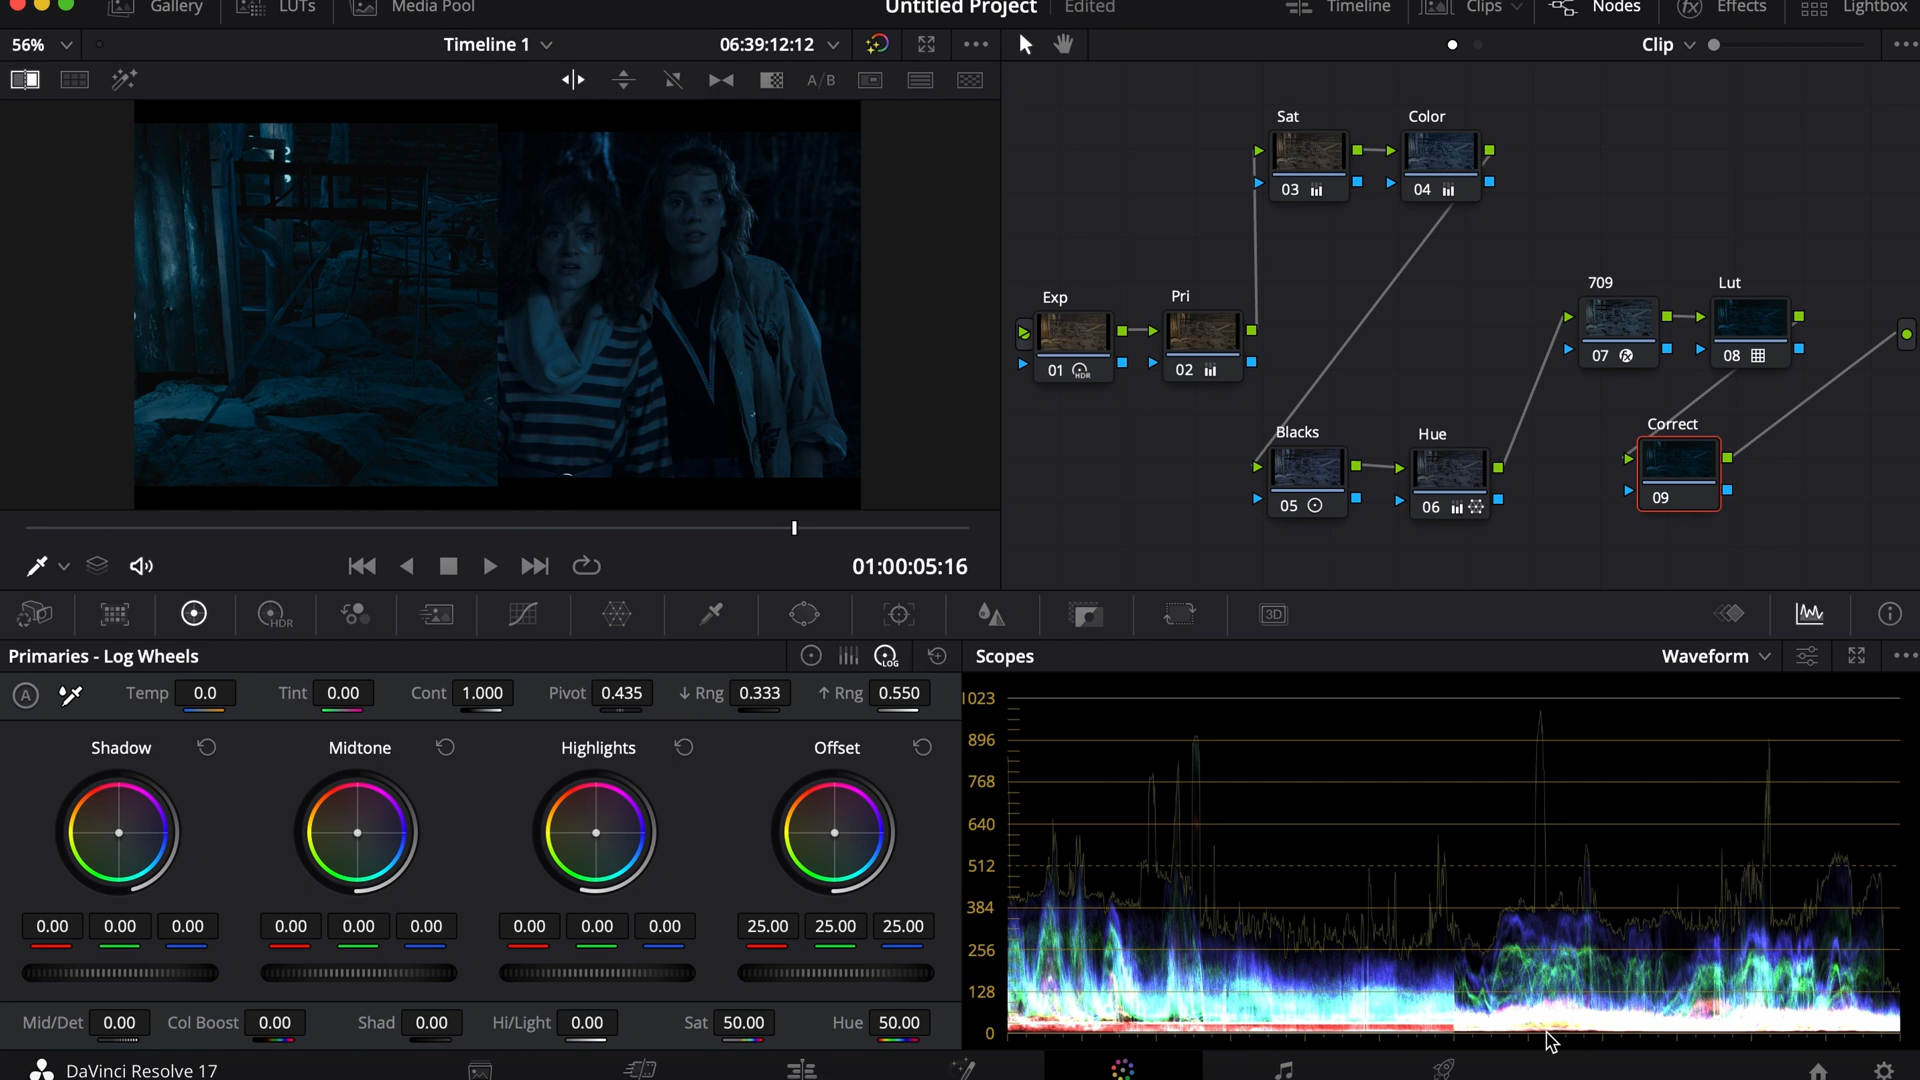 Gallery LUTs Media Pool Untitled Project Edited Timeline Clips Nodes Effects Lightbox
56% Timeline 1 06:39:12:12 Clip
A/B
Sat Color
03 04
Exp Pri 709 Lut
01 HDR 02 07 08
Blacks Hue Correct
05 06 09
01:00:05:16
HDR 3D
Primaries - Log Wheels LOG Scopes Waveform
A Temp 0.0 Tint 0.00 Cont 1.000 Pivot 0.435 ↓ Rng 0.333 ↑ Rng 0.550
Shadow Midtone Highlights Offset
0.00 0.00 0.00 0.00 0.00 0.00 0.00 0.00 0.00 25.00 25.00 25.00
Mid/Det 0.00 Col Boost 0.00 Shad 0.00 Hi/Light 0.00 Sat 50.00 Hue 50.00
1023
896
768
640
512
384
256
128
0
DaVinci Resolve 17